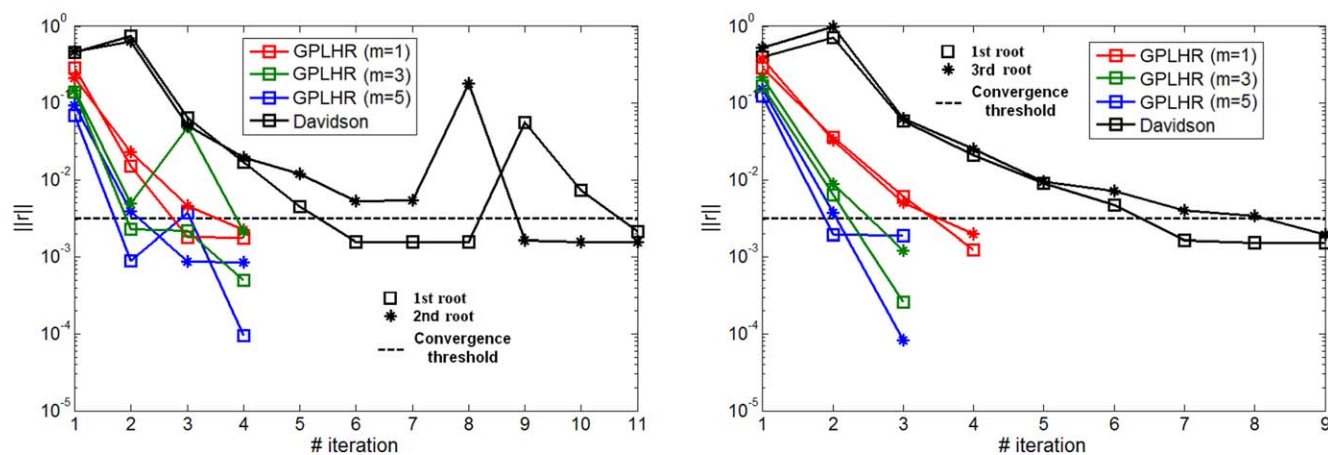 10^0
10^-1
10^-2
10^-3
10^-4
10^-5
||r||
GPLHR (m=1)
GPLHR (m=3)
GPLHR (m=5)
Davidson
1st root
2nd root
Convergence
threshold
1 2 3 4 5 6 7 8 9 10 11
# iteration
10^0
10^-1
10^-2
10^-3
10^-4
10^-5
||r||
1st root
3rd root
Convergence
threshold
GPLHR (m=1)
GPLHR (m=3)
GPLHR (m=5)
Davidson
1 2 3 4 5 6 7 8 9
# iteration